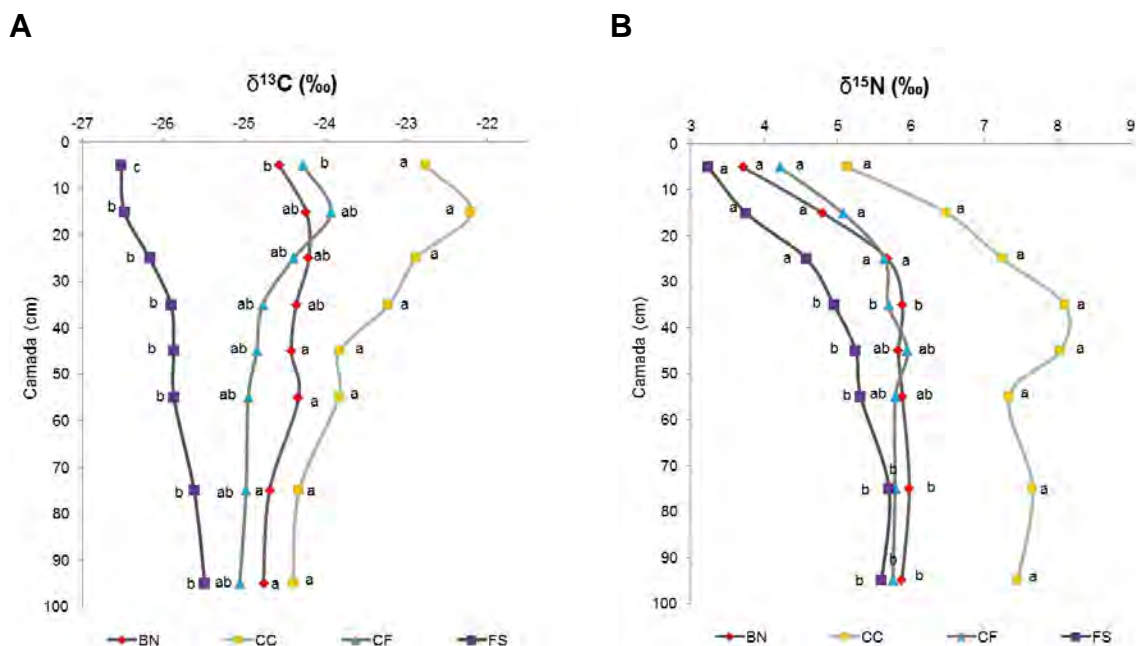 A
B
δ¹³C (‰)
δ¹⁵N (‰)
-27 -26 -25 -24 -23 -22
3 4 5 6 7 8 9
0
10
20
30
40
50
60
70
80
90
100
Camada (cm)
c b b a
b ab ab a
b ab ab a
b ab ab a
b ab a a
b ab a a
b ab a a
b ab a a
BN CC CF FS
0
10
20
30
40
50
60
70
80
90
100
Camada (cm)
a a a a
a a a a
a a a a
b b b a
b ab ab a
b ab ab a
b b b a
b b b a
BN CC CF FS